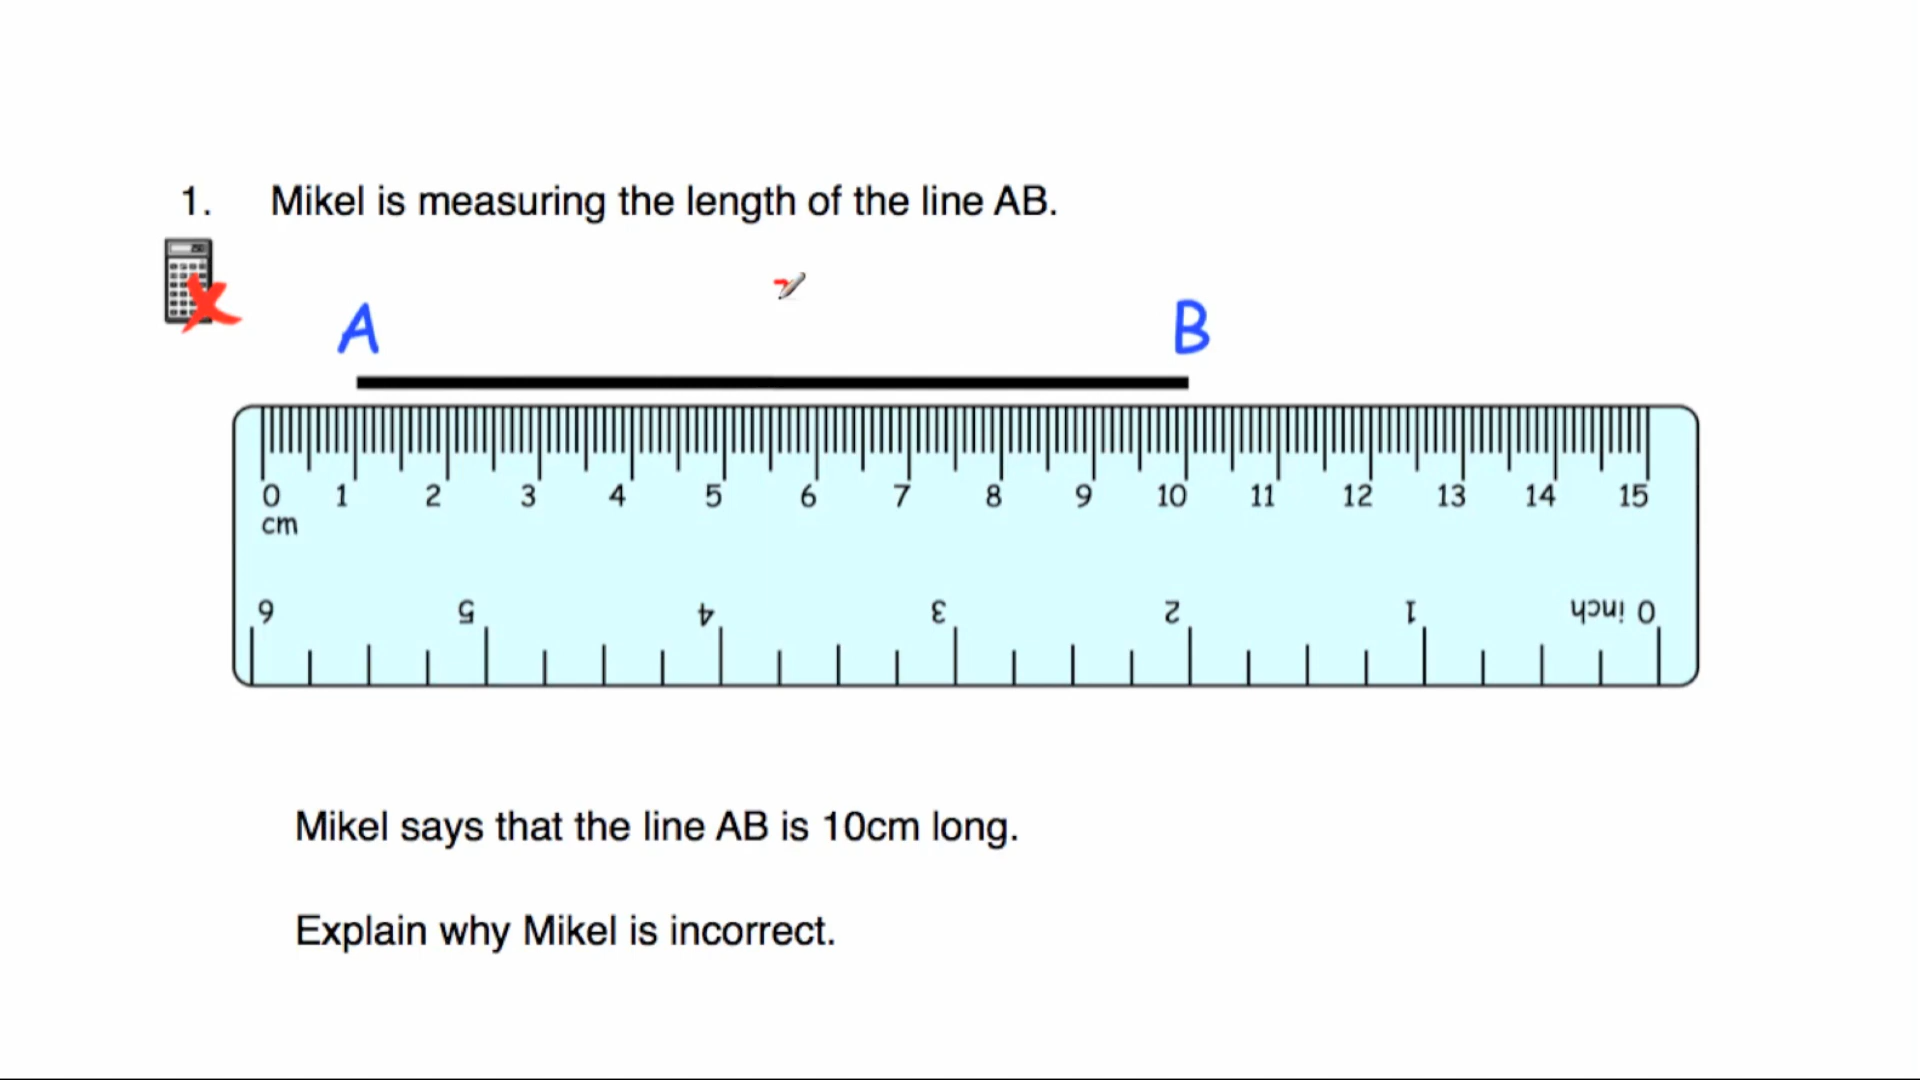 1. Mikel is measuring the length of the line AB.
A B
0 1 2 3 4 5 6 7 8 9 10 11 12 13 14 15
cm
6 5 4 3 2 1 0 inch
Mikel says that the line AB is 10cm long.
Explain why Mikel is incorrect.